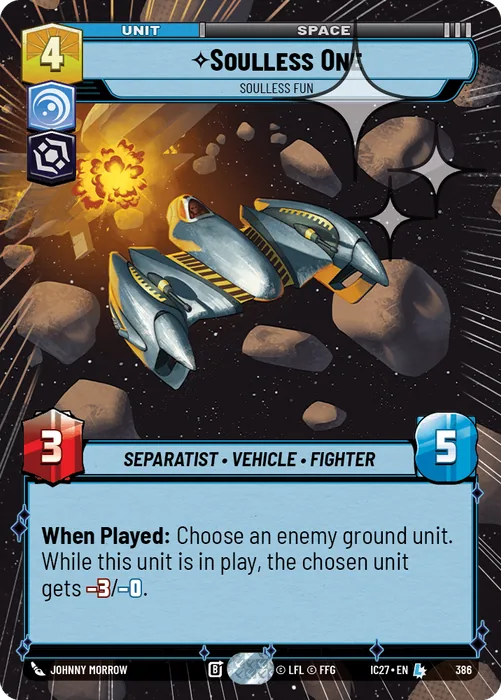 UNIT
SPACE
4
✧SOULLESS ON
SOULLESS FUN
3
5
SEPARATIST • VEHICLE • FIGHTER
When Played: Choose an enemy ground unit.
While this unit is in play, the chosen unit
gets -3/-0.
JOHNNY MORROW
B
© LFL © FFG
IC27 • EN
386